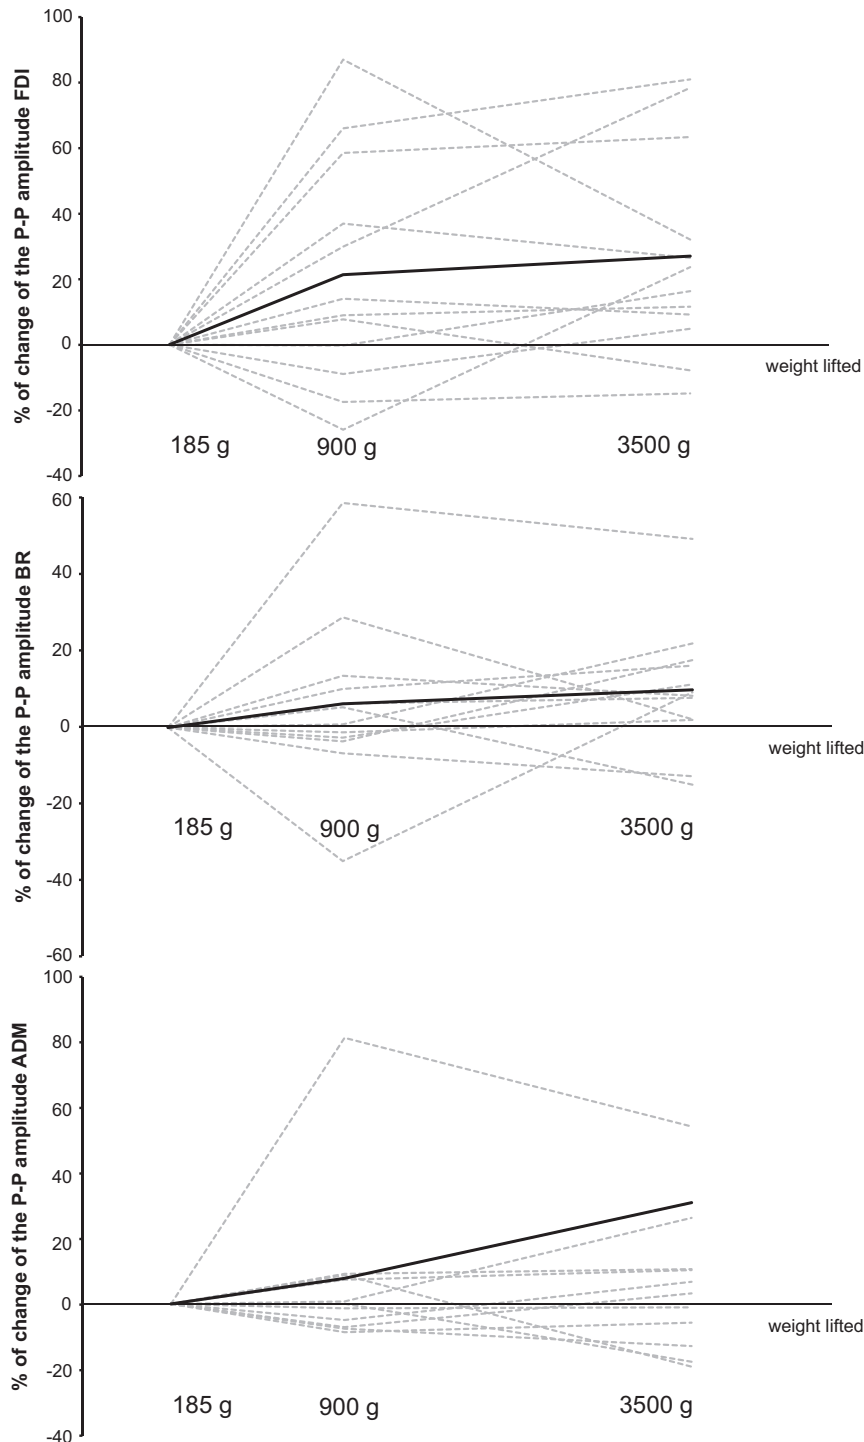 % of change of the P-P amplitude FDI
100
80
60
40
20
0
-20
-40
weight lifted
185 g
900 g
3500 g
% of change of the P-P amplitude BR
60
40
20
0
-20
-40
-60
weight lifted
185 g
900 g
3500 g
% of change of the P-P amplitude ADM
100
80
60
40
20
0
-20
-40
weight lifted
185 g
900 g
3500 g